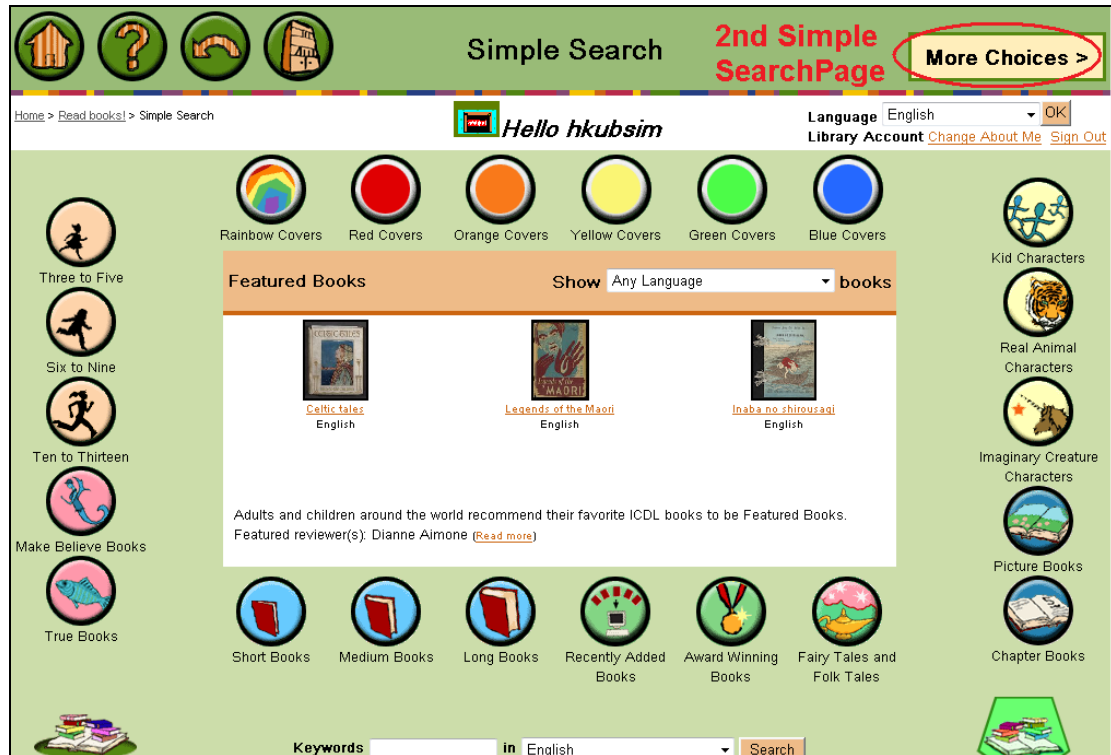 Simple Search
2nd Simple
SearchPage
More Choices >
Home > Read books! > Simple Search
Hello hkubsim
Language English OK
Library Account Change About Me Sign Out
Rainbow Covers
Red Covers
Orange Covers
Yellow Covers
Green Covers
Blue Covers
Three to Five
Six to Nine
Ten to Thirteen
Make Believe Books
True Books
Featured Books
Show Any Language books
CELTIC TALES
Celtic tales
English
Legends of the
MAORI
Legends of the Maori
English
Inaba no shirousagi
English
Adults and children around the world recommend their favorite ICDL books to be Featured Books.
Featured reviewer(s): Dianne Aimone (Read more)
Kid Characters
Real Animal
Characters
Imaginary Creature
Characters
Picture Books
Chapter Books
Short Books
Medium Books
Long Books
Recently Added
Books
Award Winning
Books
Fairy Tales and
Folk Tales
Keywords in English Search